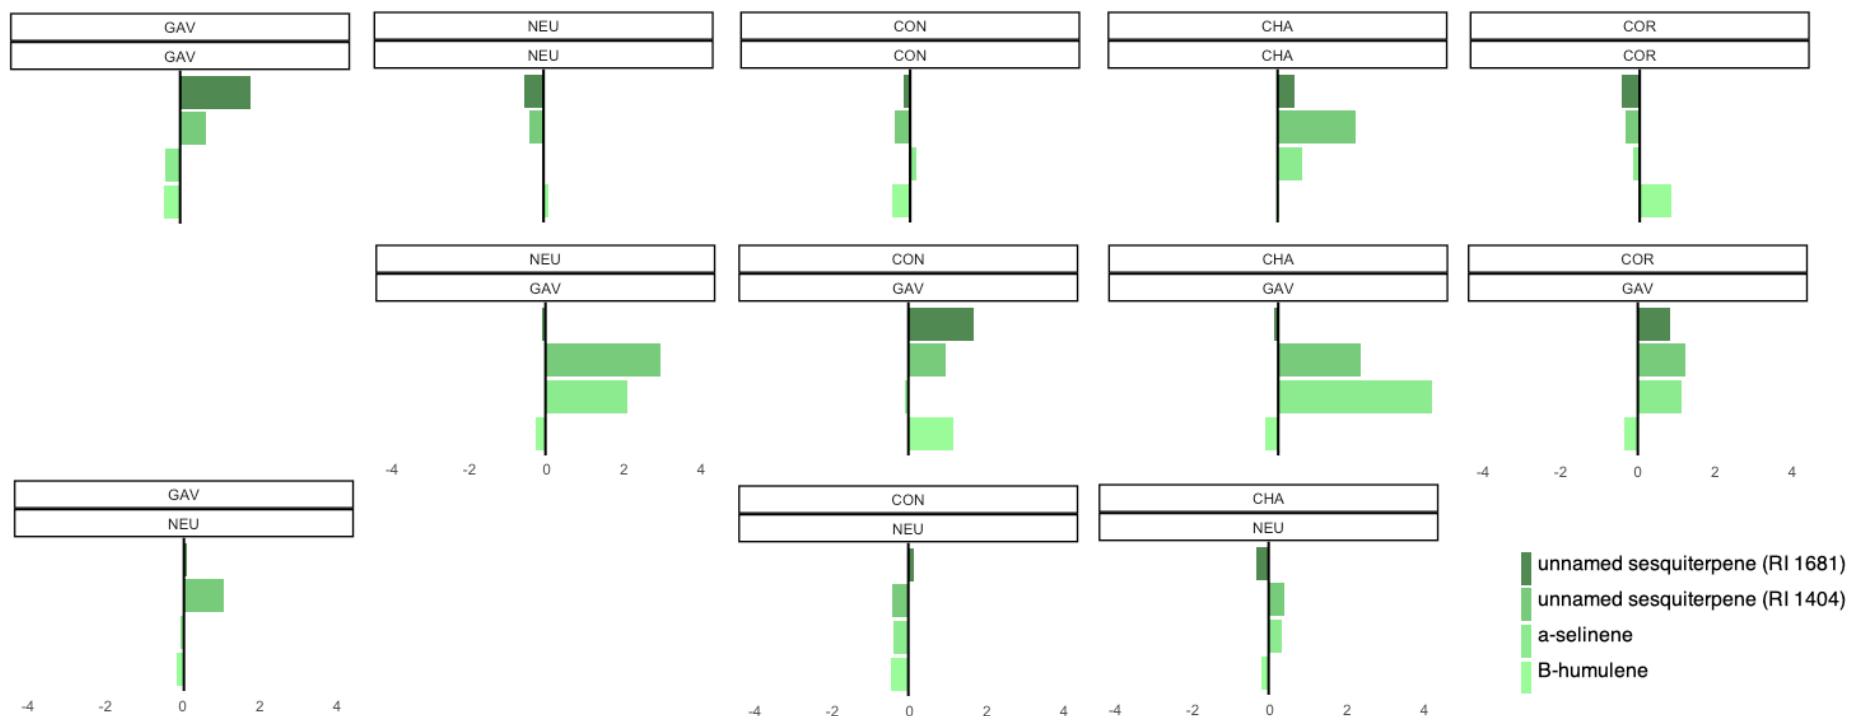 GAV
GAV
NEU
NEU
CON
CON
CHA
CHA
COR
COR
NEU
GAV
-4 -2 0 2 4
CON
GAV
CHA
GAV
COR
GAV
-4 -2 0 2 4
GAV
NEU
-4 -2 0 2 4
CON
NEU
-4 -2 0 2 4
CHA
NEU
-4 -2 0 2 4
unnamed sesquiterpene (RI 1681)
unnamed sesquiterpene (RI 1404)
a-selinene
B-humulene